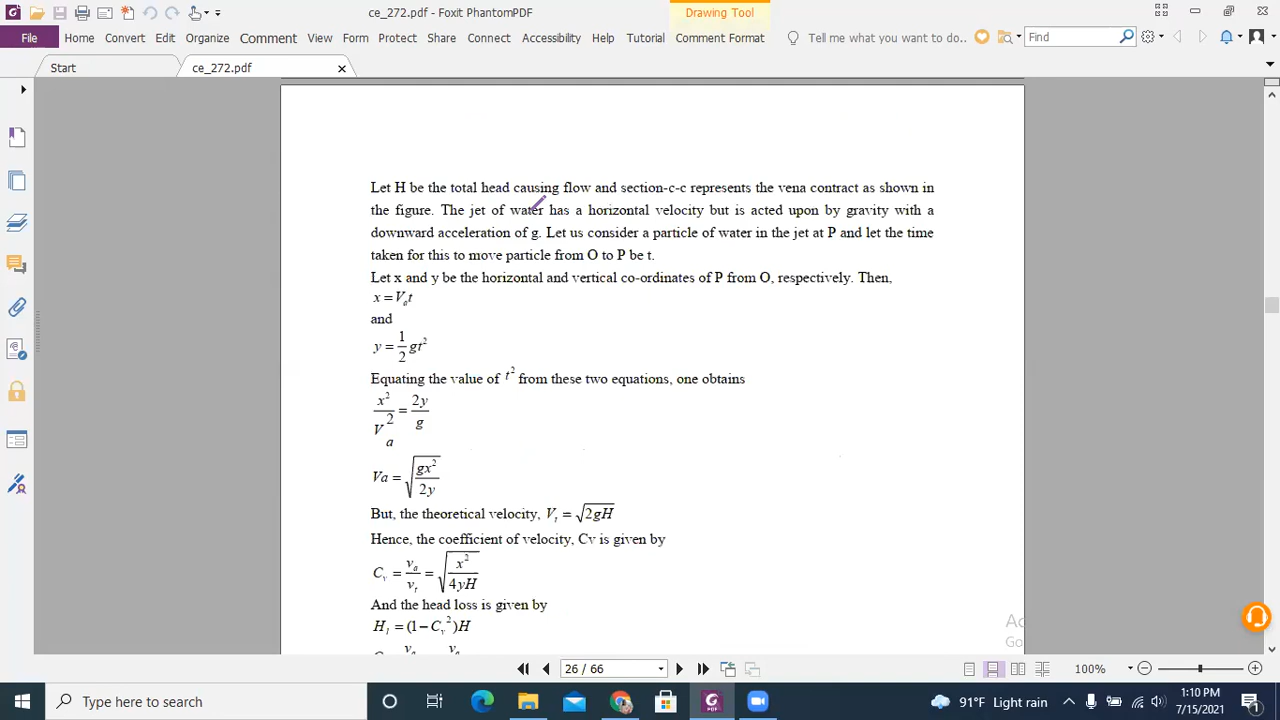 ce_272.pdf - Foxit PhantomPDF
Drawing Tool
File Home Convert Edit Organize Comment View Form Protect Share Connect Accessibility Help Tutorial Comment Format Tell me what you want to do.. Find
Start ce_272.pdf
Let H be the total head causing flow and section-c-c represents the vena contract as shown in
the figure. The jet of water has a horizontal velocity but is acted upon by gravity with a
downward acceleration of g. Let us consider a particle of water in the jet at P and let the time
taken for this to move particle from O to P be t.
Let x and y be the horizontal and vertical co-ordinates of P from O, respectively. Then,
x = Vₐt
and
y = 1/2 gt²
Equating the value of t² from these two equations, one obtains
x²/V²a = 2y/g
Va = √(gx²/2y)
But, the theoretical velocity, Vₜ = √2gH
Hence, the coefficient of velocity, Cv is given by
Cᵥ = vₐ/vₜ = √(x²/4yH)
And the head loss is given by
Hₗ = (1 − Cᵥ²)H
26 / 66
100%
Type here to search
91°F Light rain
1:10 PM
7/15/2021